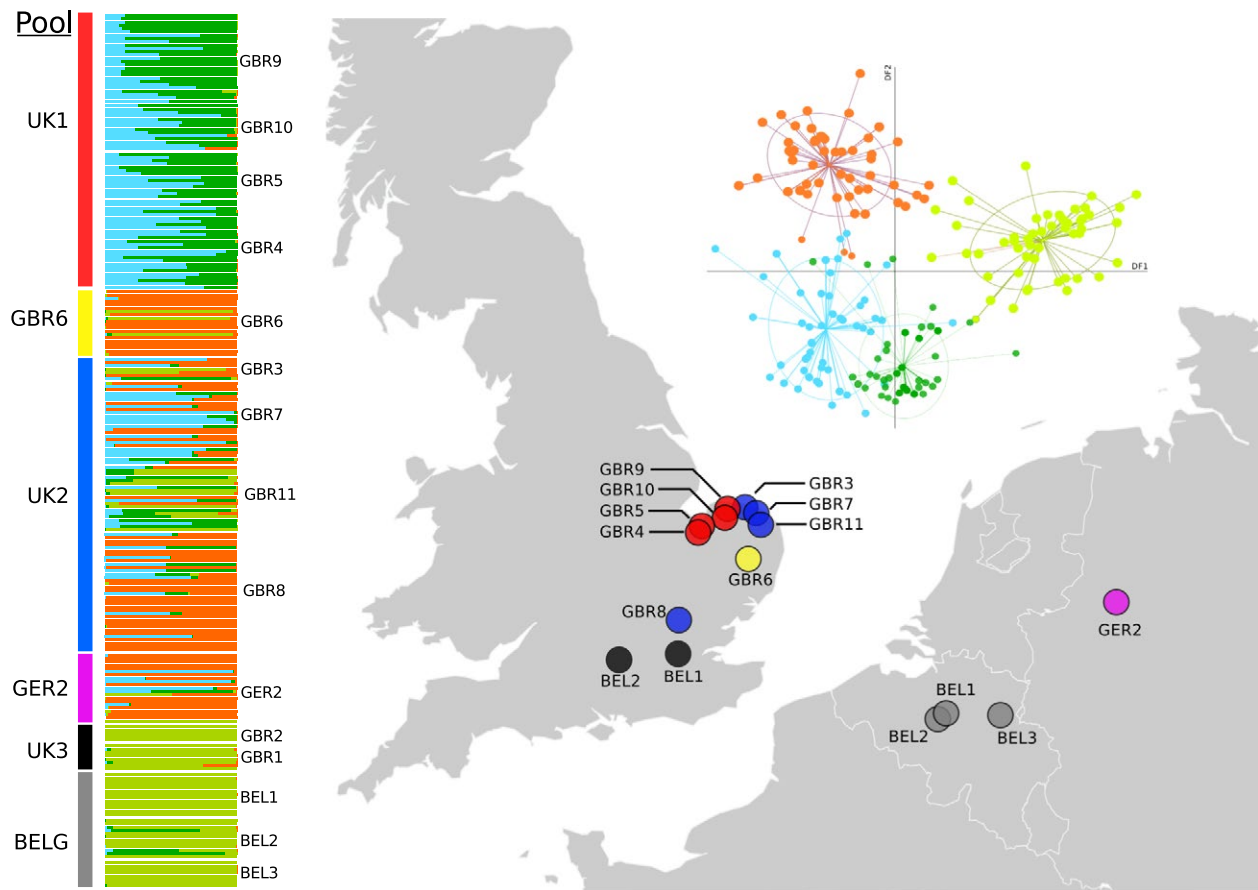 Pool
UK1
GBR6
UK2
GER2
UK3
BELG
GBR9
GBR10
GBR5
GBR4
GBR6
GBR3
GBR7
GBR11
GBR8
GER2
GBR2
GBR1
BEL1
BEL2
BEL3
DF2
DF1
GBR9
GBR10
GBR5
GBR4
GBR3
GBR7
GBR11
GBR6
GBR8
BEL2
BEL1
GER2
BEL1
BEL2
BEL3